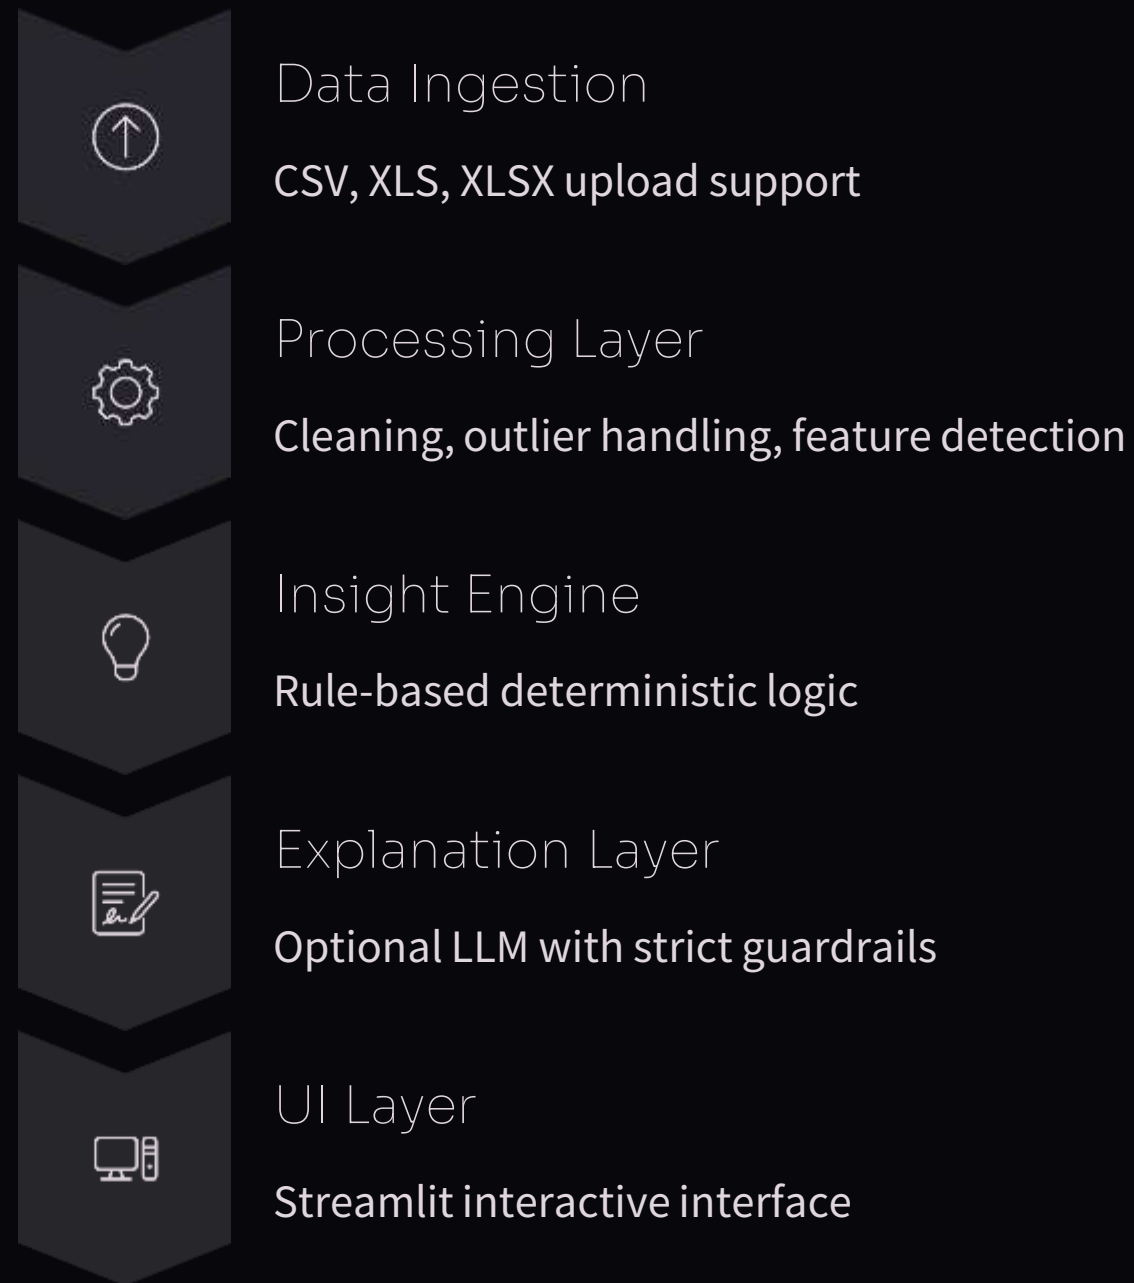 Data Ingestion
CSV, XLS, XLSX upload support
Processing Layer
Cleaning, outlier handling, feature detection
Insight Engine
Rule-based deterministic logic
Explanation Layer
Optional LLM with strict guardrails
UI Layer
Streamlit interactive interface